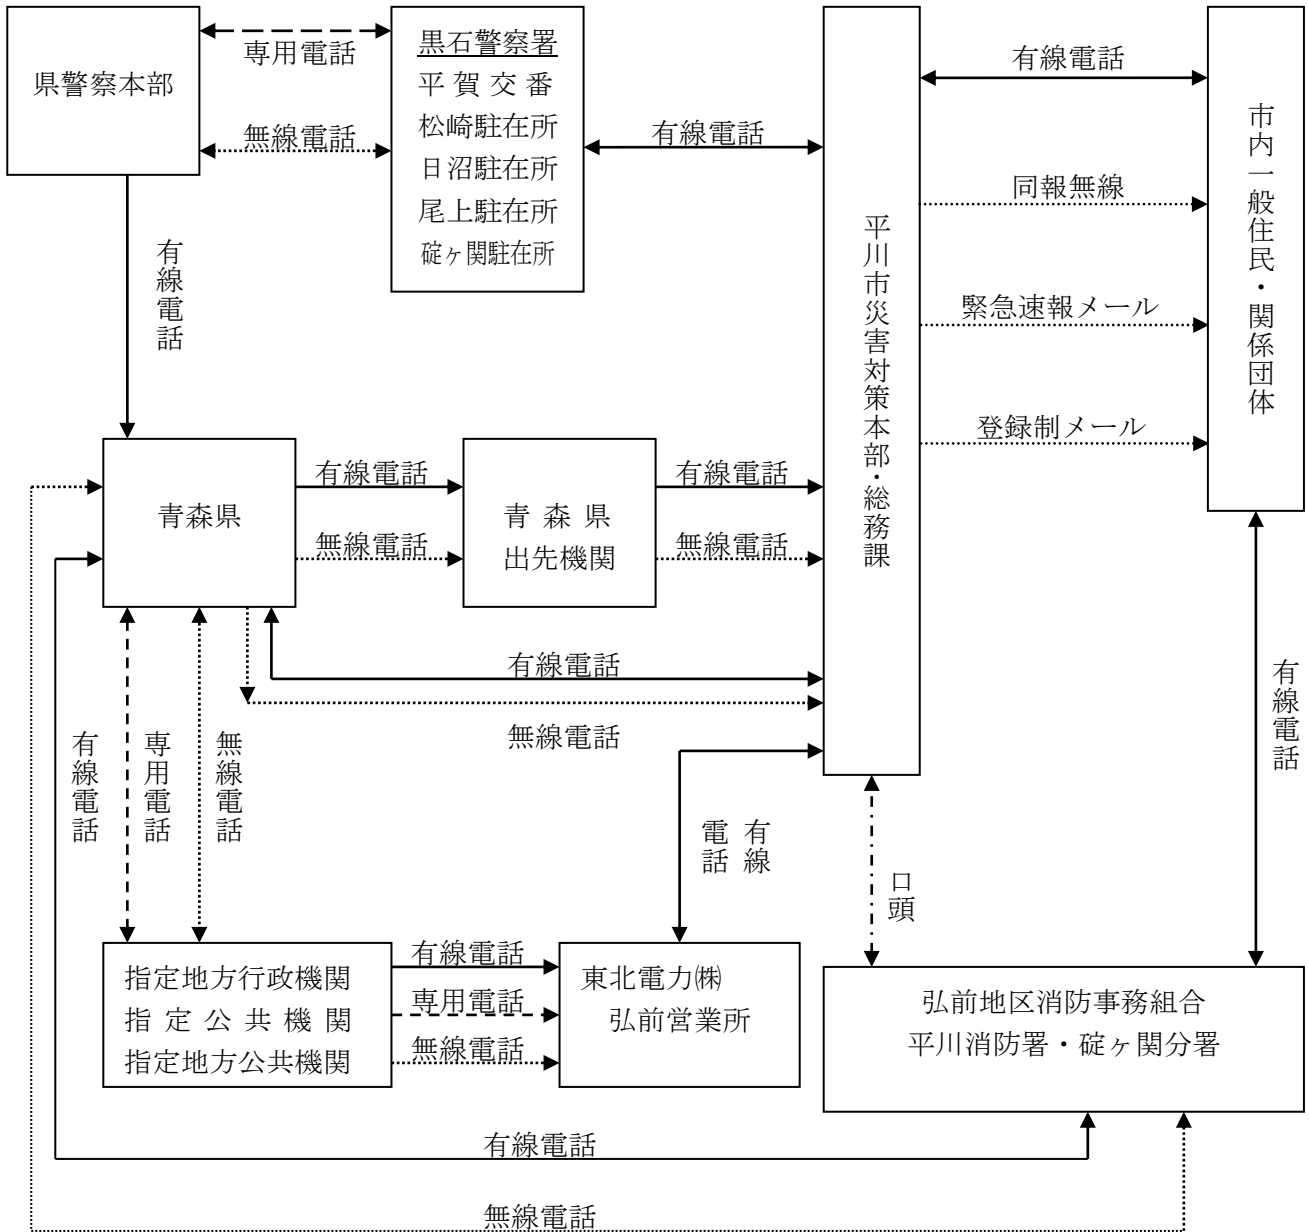 県警察本部
専用電話
無線電話
黒石警察署
平賀交番
松崎駐在所
日沼駐在所
尾上駐在所
碇ヶ関駐在所
有線電話
平川市災害対策本部・総務課
有線電話
同報無線
緊急速報メール
登録制メール
市内一般住民・関係団体
有線電話
青森県
有線電話
無線電話
青森県
出先機関
有線電話
無線電話
有線電話
無線電話
有線電話
専用電話
無線電話
有線
電話
口頭
有線電話
指定地方行政機関
指定公共機関
指定地方公共機関
有線電話
専用電話
無線電話
東北電力㈱
弘前営業所
弘前地区消防事務組合
平川消防署・碇ヶ関分署
有線電話
無線電話